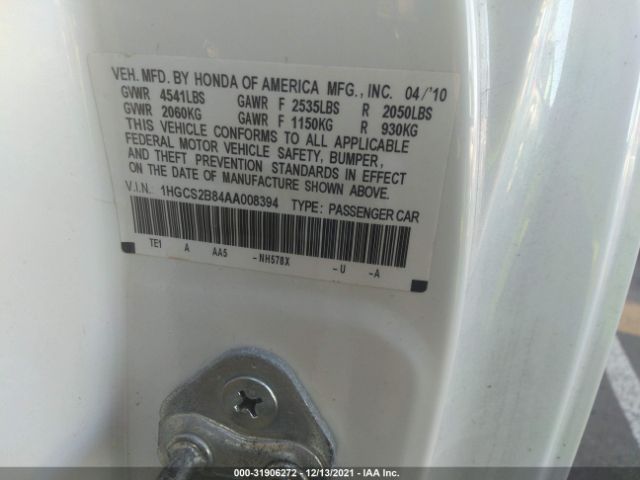 VEH. MFD. BY HONDA OF AMERICA MFG., INC. 04/'10
GVWR 4541LBS GAWR F 2535LBS R 2050LBS
GVWR 2060KG GAWR F 1150KG R 930KG
THIS VEHICLE CONFORMS TO ALL APPLICABLE
FEDERAL MOTOR VEHICLE SAFETY, BUMPER,
AND THEFT PREVENTION STANDARDS IN EFFECT
ON THE DATE OF MANUFACTURE SHOWN ABOVE.
V.I.N. 1HGCS2B84AA008394 TYPE: PASSENGER CAR
TE1 A AA5 -NH578X -U -A
000-31906272 - 12/13/2021 - IAA Inc.